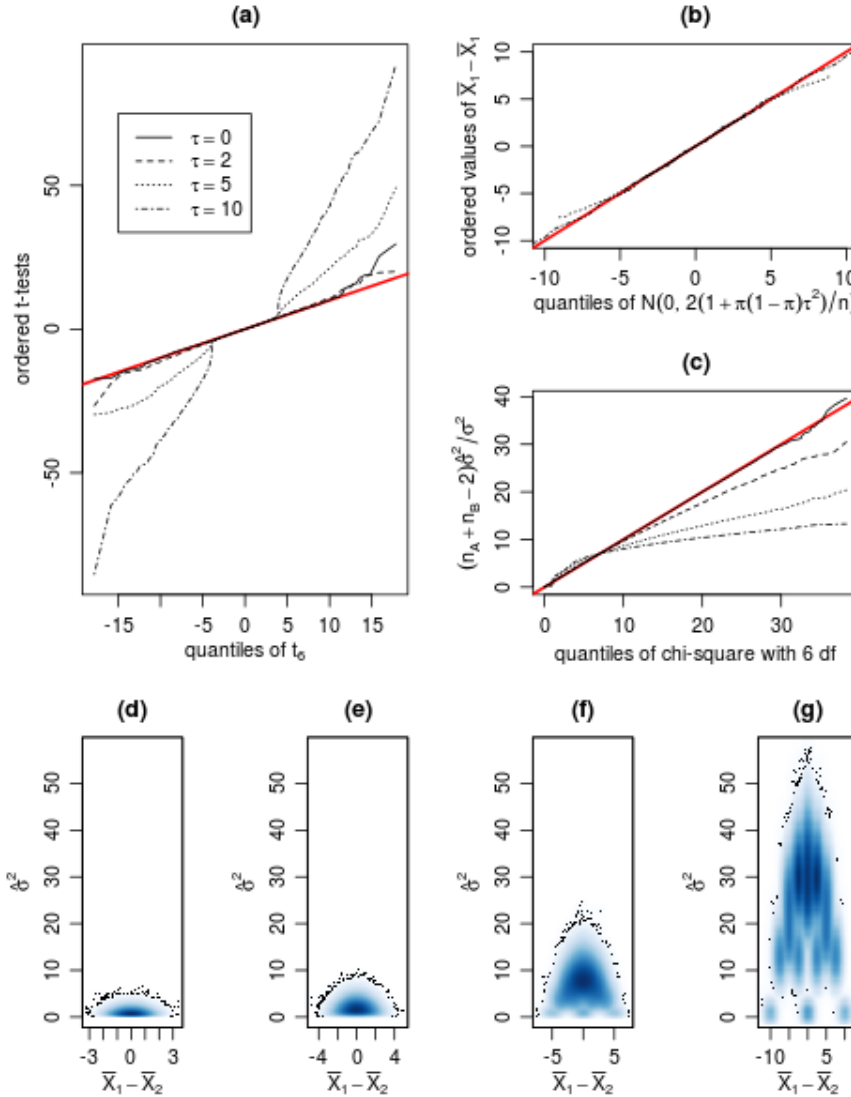 (a)
ordered t-tests
50
0
-50
τ = 0
τ = 2
τ = 5
τ = 10
-15 -5 0 5 10 15
quantiles of t₆
(b)
ordered values of X̅₁ − X̅₁
10
5
0
-5
-10
-10 -5 0 5 10
quantiles of N(0, 2(1 + π(1 − π)τ²)/n)
(c)
(n_A + n_B − 2)σ̂²/σ²
40
30
20
10
0
0 10 20 30
quantiles of chi-square with 6 df
(d)
σ̂²
50
40
30
20
10
0
-3 0 3
X̅₁ − X̅₂
(e)
σ̂²
50
40
30
20
10
0
-4 0 4
X̅₁ − X̅₂
(f)
σ̂²
50
40
30
20
10
0
-5 0 5
X̅₁ − X̅₂
(g)
σ̂²
50
40
30
20
10
0
-10 0 5
X̅₁ − X̅₂